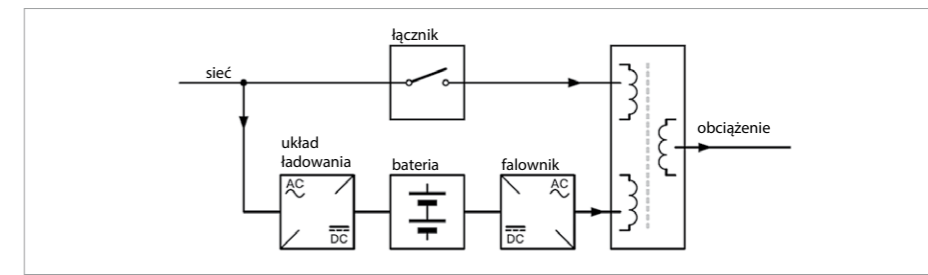 łącznik
sieć
układ
ładowania
bateria
falownik
obciążenie
AC
DC
AC
DC